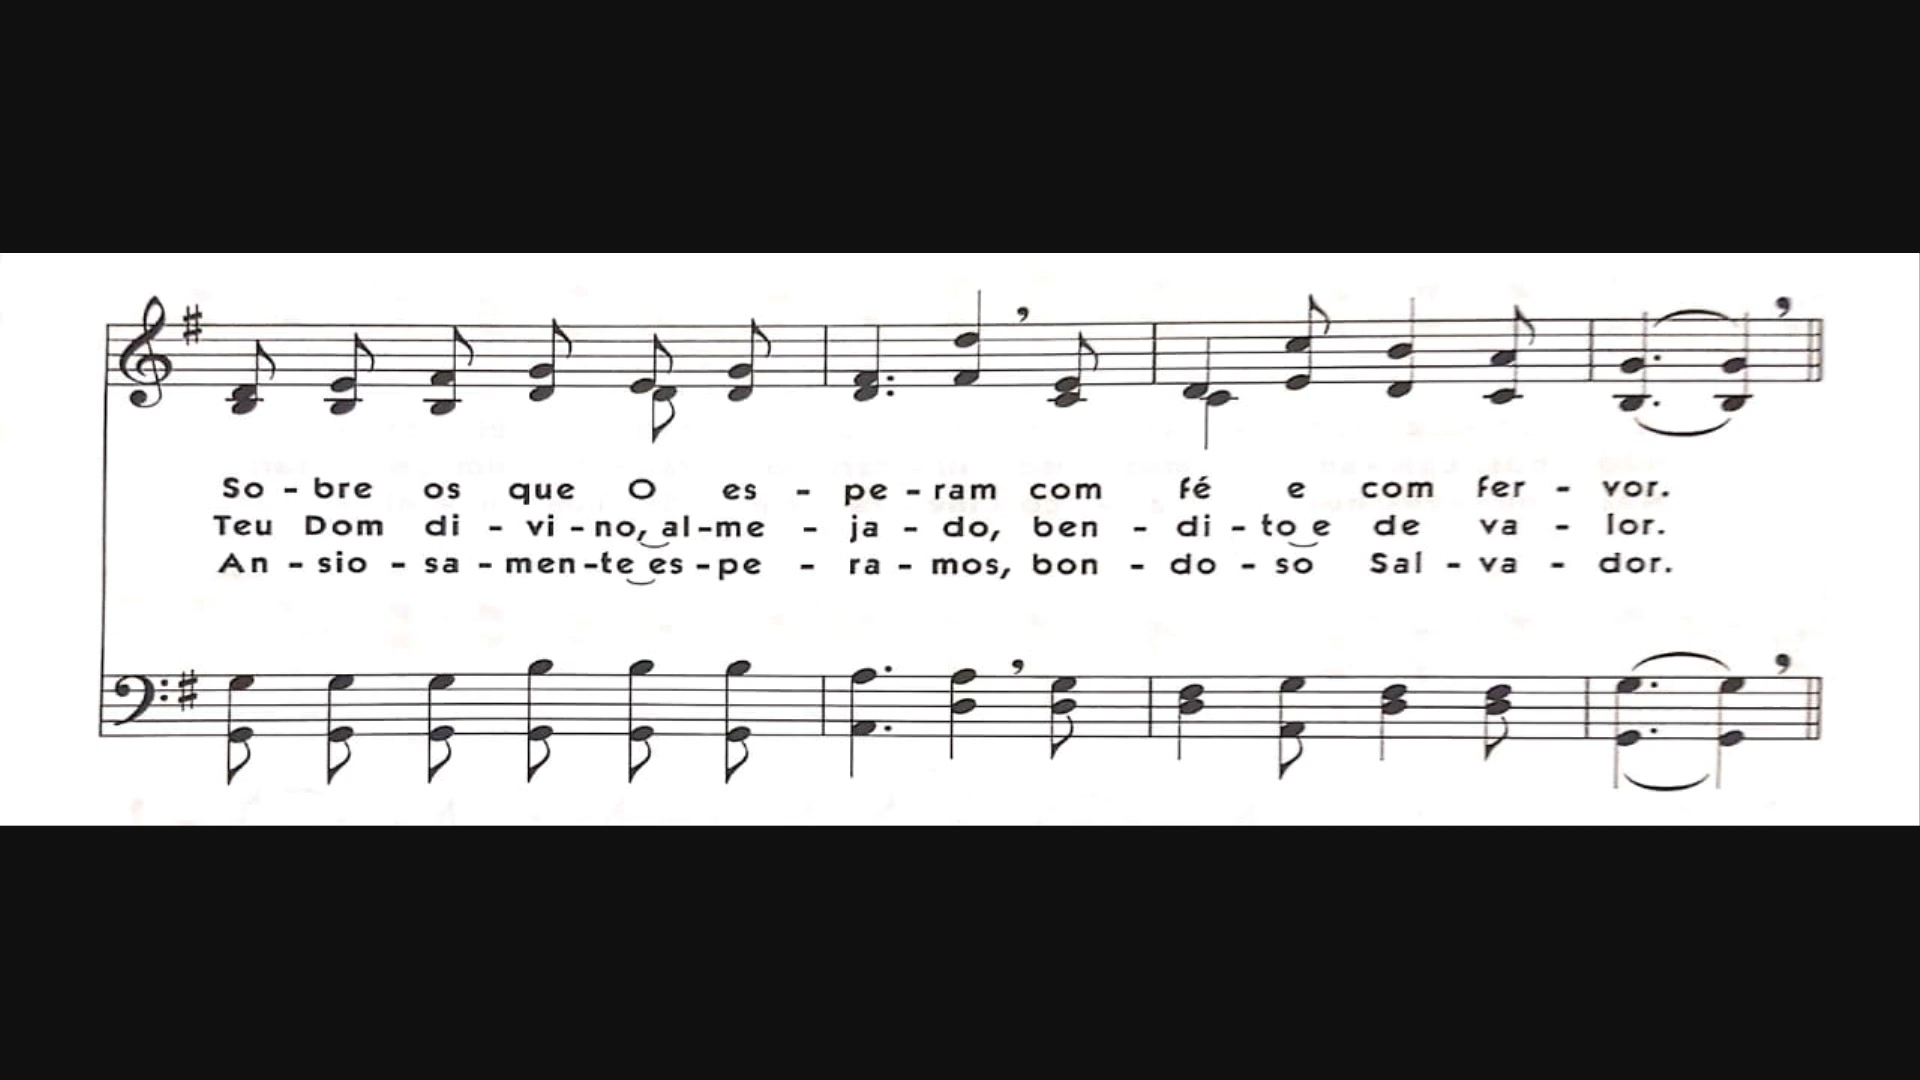 So - bre os que O es - pe - ram com fé e com fer - vor.
Teu Dom di - vi - no, al - me - ja - do, ben - di - to e de va - lor.
An - sio - sa - men - te es - pe - ra - mos, bon - do - so Sal - va - dor.